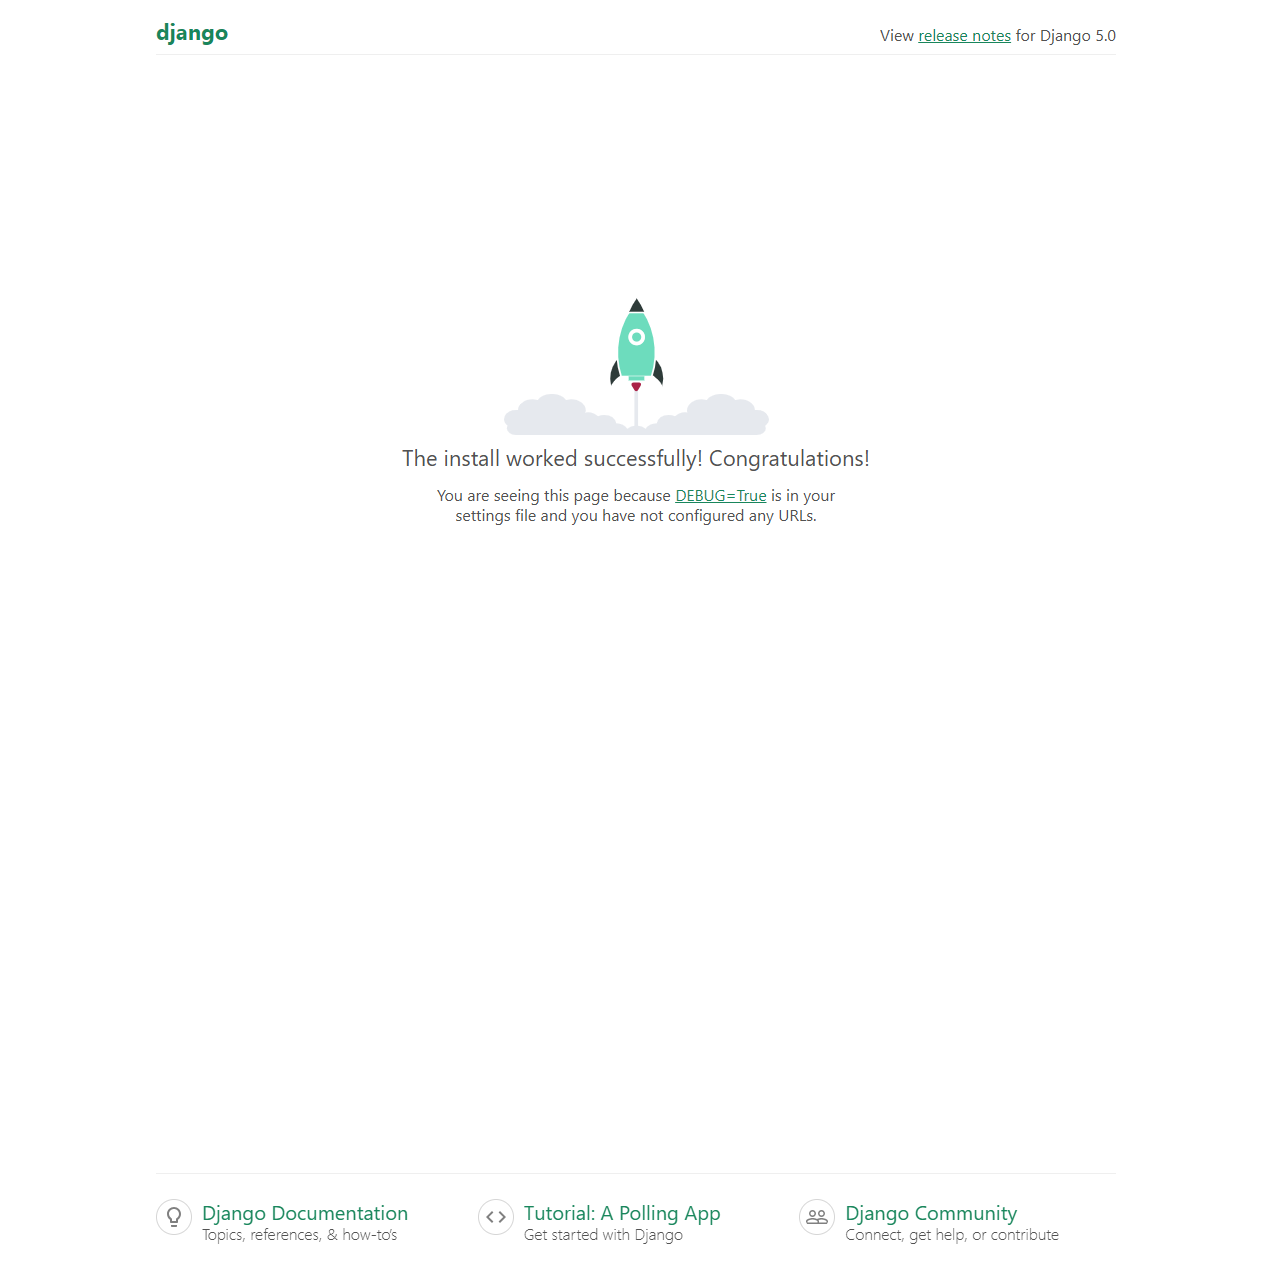 django
View release notes for Django 5.0
The install worked successfully! Congratulations!
You are seeing this page because DEBUG=True is in your
settings file and you have not configured any URLs.
Django Documentation
Topics, references, & how-to's
Tutorial: A Polling App
Get started with Django
Django Community
Connect, get help, or contribute